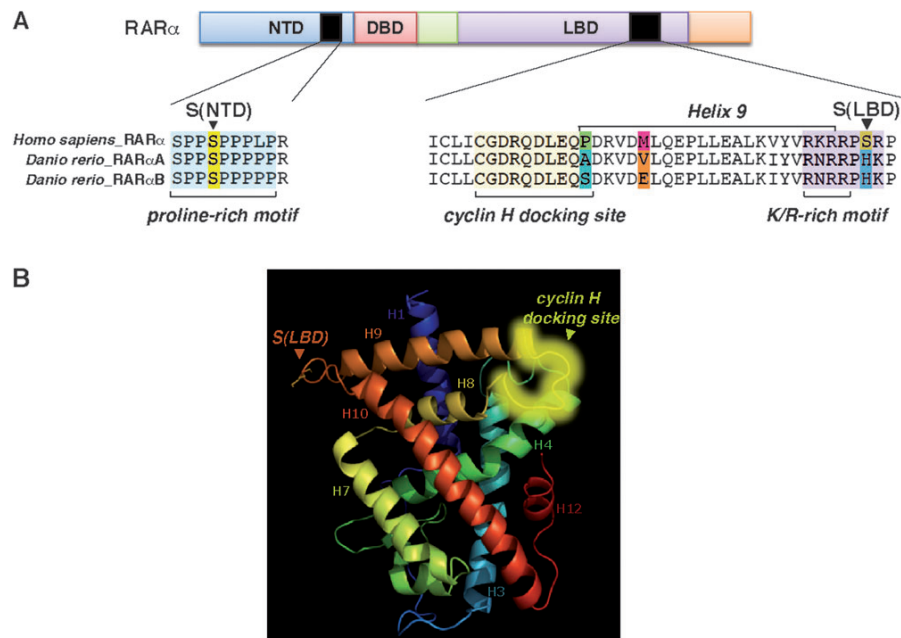 A
RARα
NTD
DBD
LBD
S(NTD)
Helix 9
S(LBD)
Homo sapiens_RARα SPPSPPPLPR ICLICGDRQDLEQPDRVDMLQEPLLEALKVYVRKRRPSRP
Danio rerio_RARαA SPPSPPPPPR ICLICGDRQDLEQADKVDVLQEPLLEALKIYVRNRRPHKP
Danio rerio_RARαB SPPSPPPPPR ICLICGDRQDLEQSDKVDELQEPLLEALKIYVRNRRPHKP
proline-rich motif
cyclin H docking site
K/R-rich motif
B
cyclin H
docking site
H1
S(LBD)
H9
H8
H10
H4
H7
H12
H3